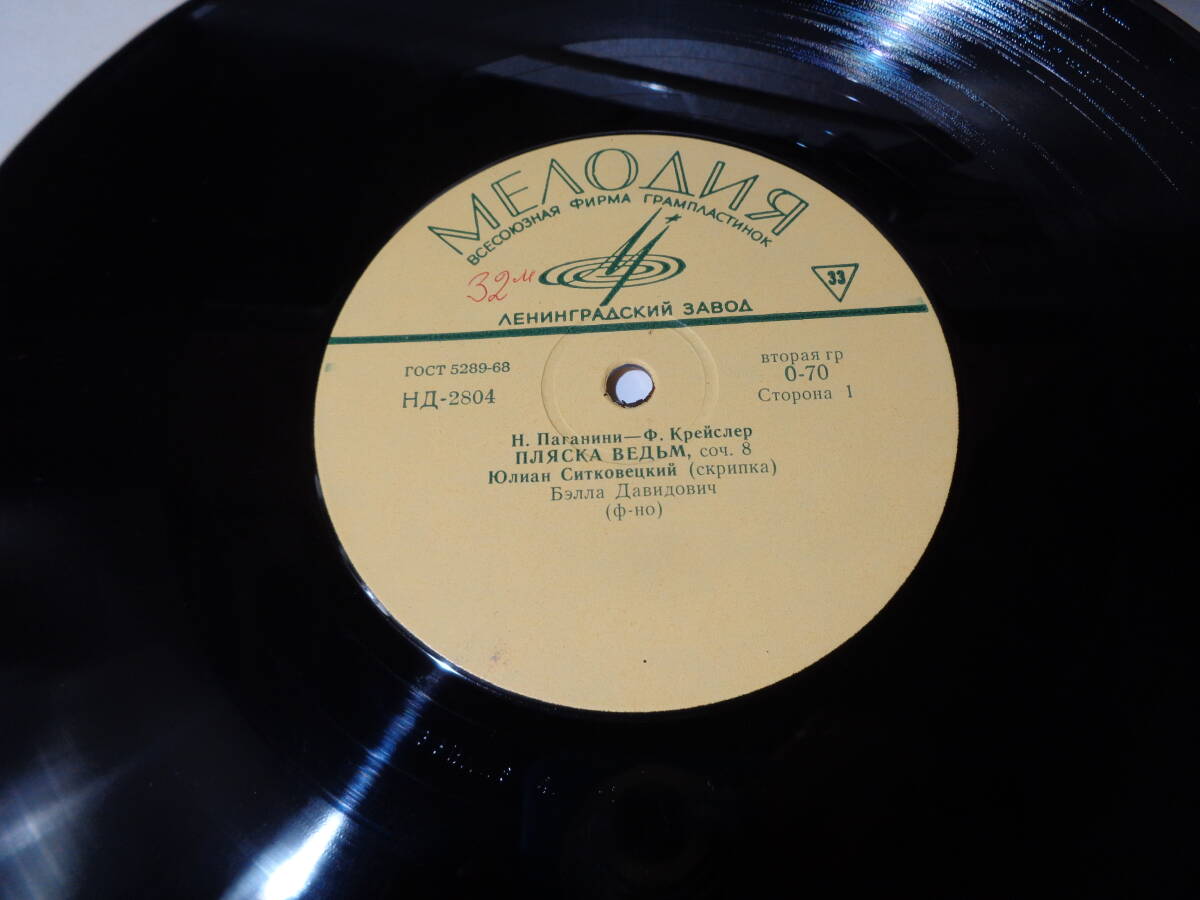 МЕЛОДИЯ
ВСЕСОЮЗНАЯ ФИРМА ГРАМПЛАСТИНОК
32м
33
ЛЕНИНГРАДСКИЙ ЗАВОД
ГОСТ 5289-68
вторая гр
НД-2804
0-70
Сторона 1
Н. Паганини—Ф. Крейслер
ПЛЯСКА ВЕДЬМ, соч. 8
Юлиан Ситковецкий (скрипка)
Бэлла Давидович
(ф-но)